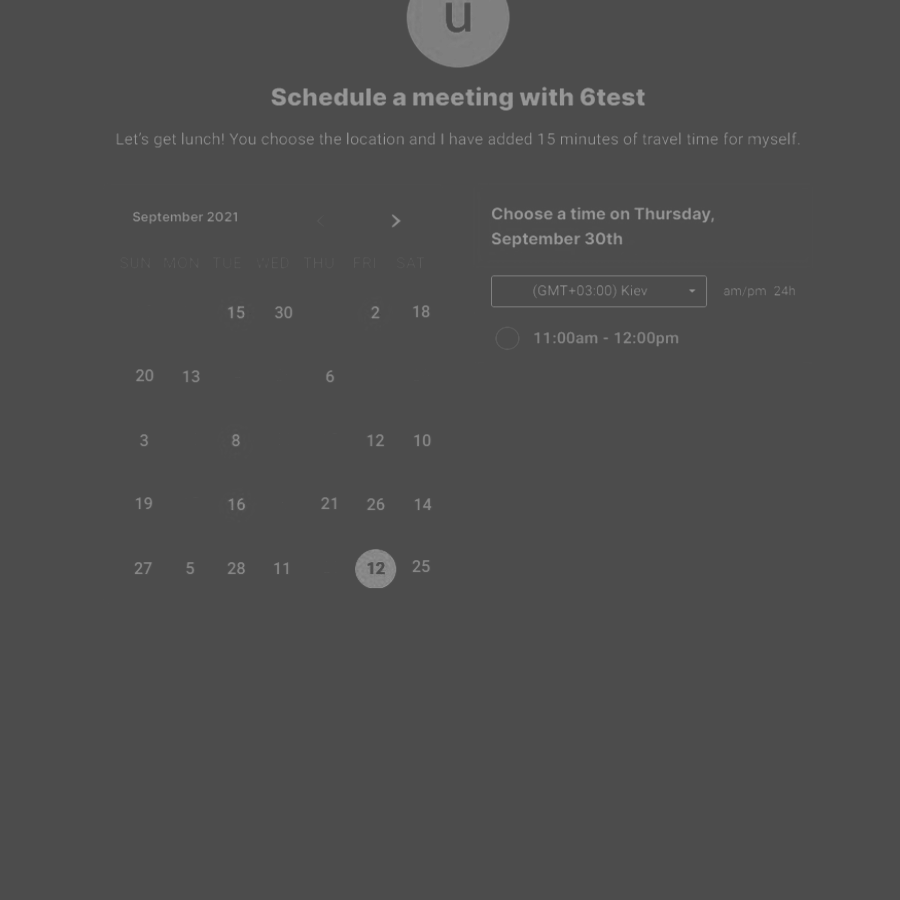 u
Schedule a meeting with 6test
Let's get lunch! You choose the location and I have added 15 minutes of travel time for myself.
September 2021
SUN MON TUE WED THU FRI SAT
15 30 2 18
20 13 6
3 8 12 10
19 16 21 26 14
27 5 28 11 12 25
Choose a time on Thursday,
September 30th
(GMT+03:00) Kiev am/pm 24h
11:00am - 12:00pm